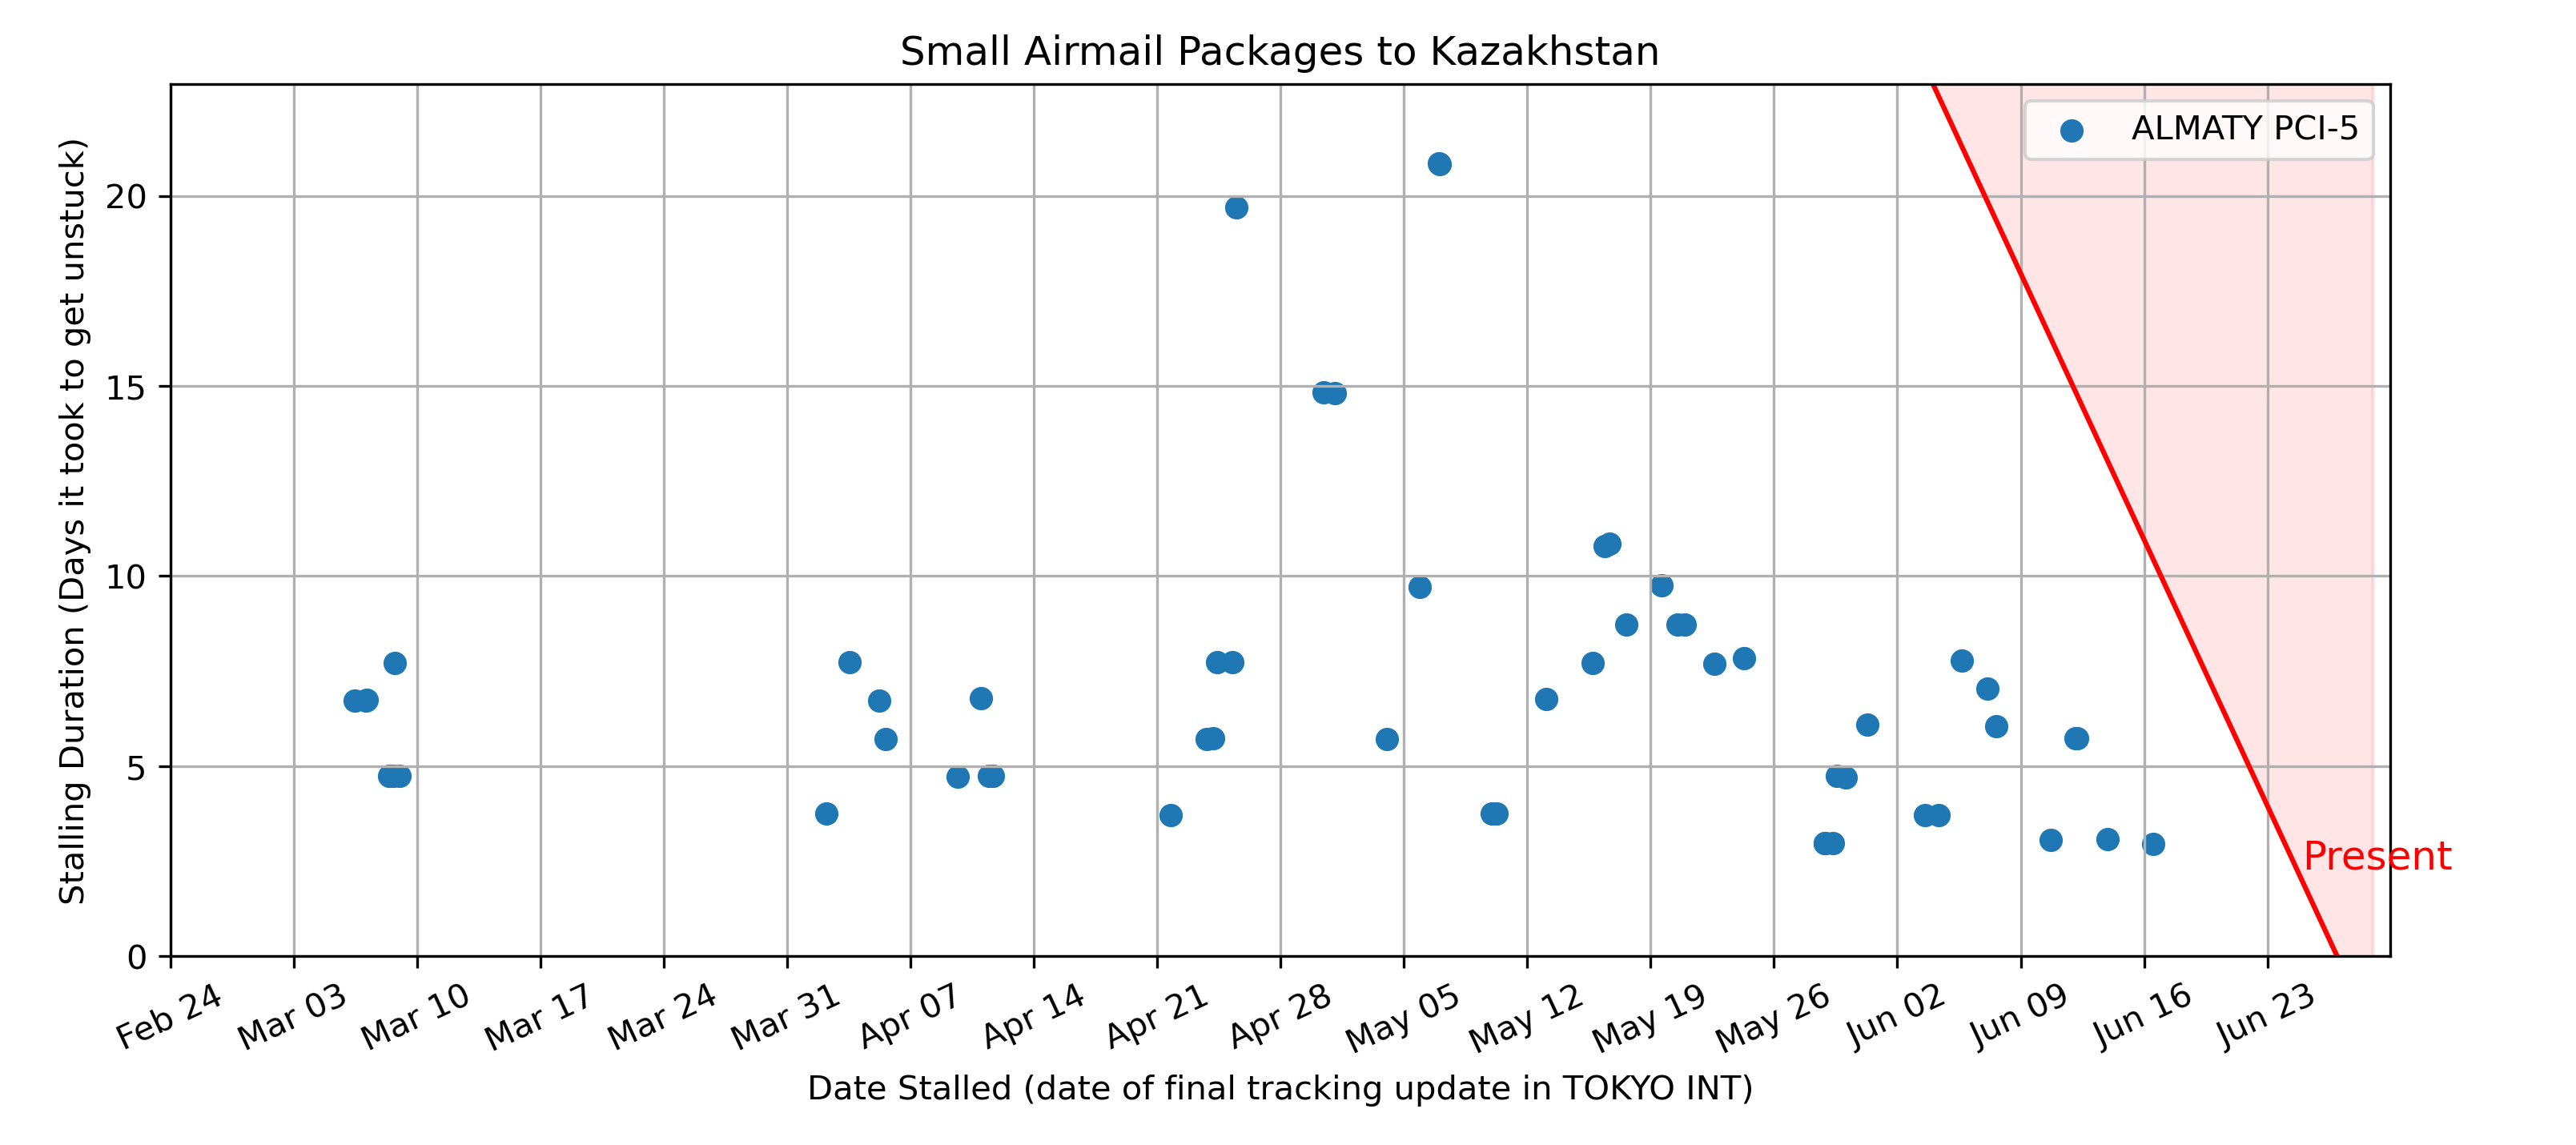 Small Airmail Packages to Kazakhstan
ALMATY PCI-5
Stalling Duration (Days it took to get unstuck)
20
15
10
5
0
Present
Feb 24
Mar 03
Mar 10
Mar 17
Mar 24
Mar 31
Apr 07
Apr 14
Apr 21
Apr 28
May 05
May 12
May 19
May 26
Jun 02
Jun 09
Jun 16
Jun 23
Date Stalled (date of final tracking update in TOKYO INT)